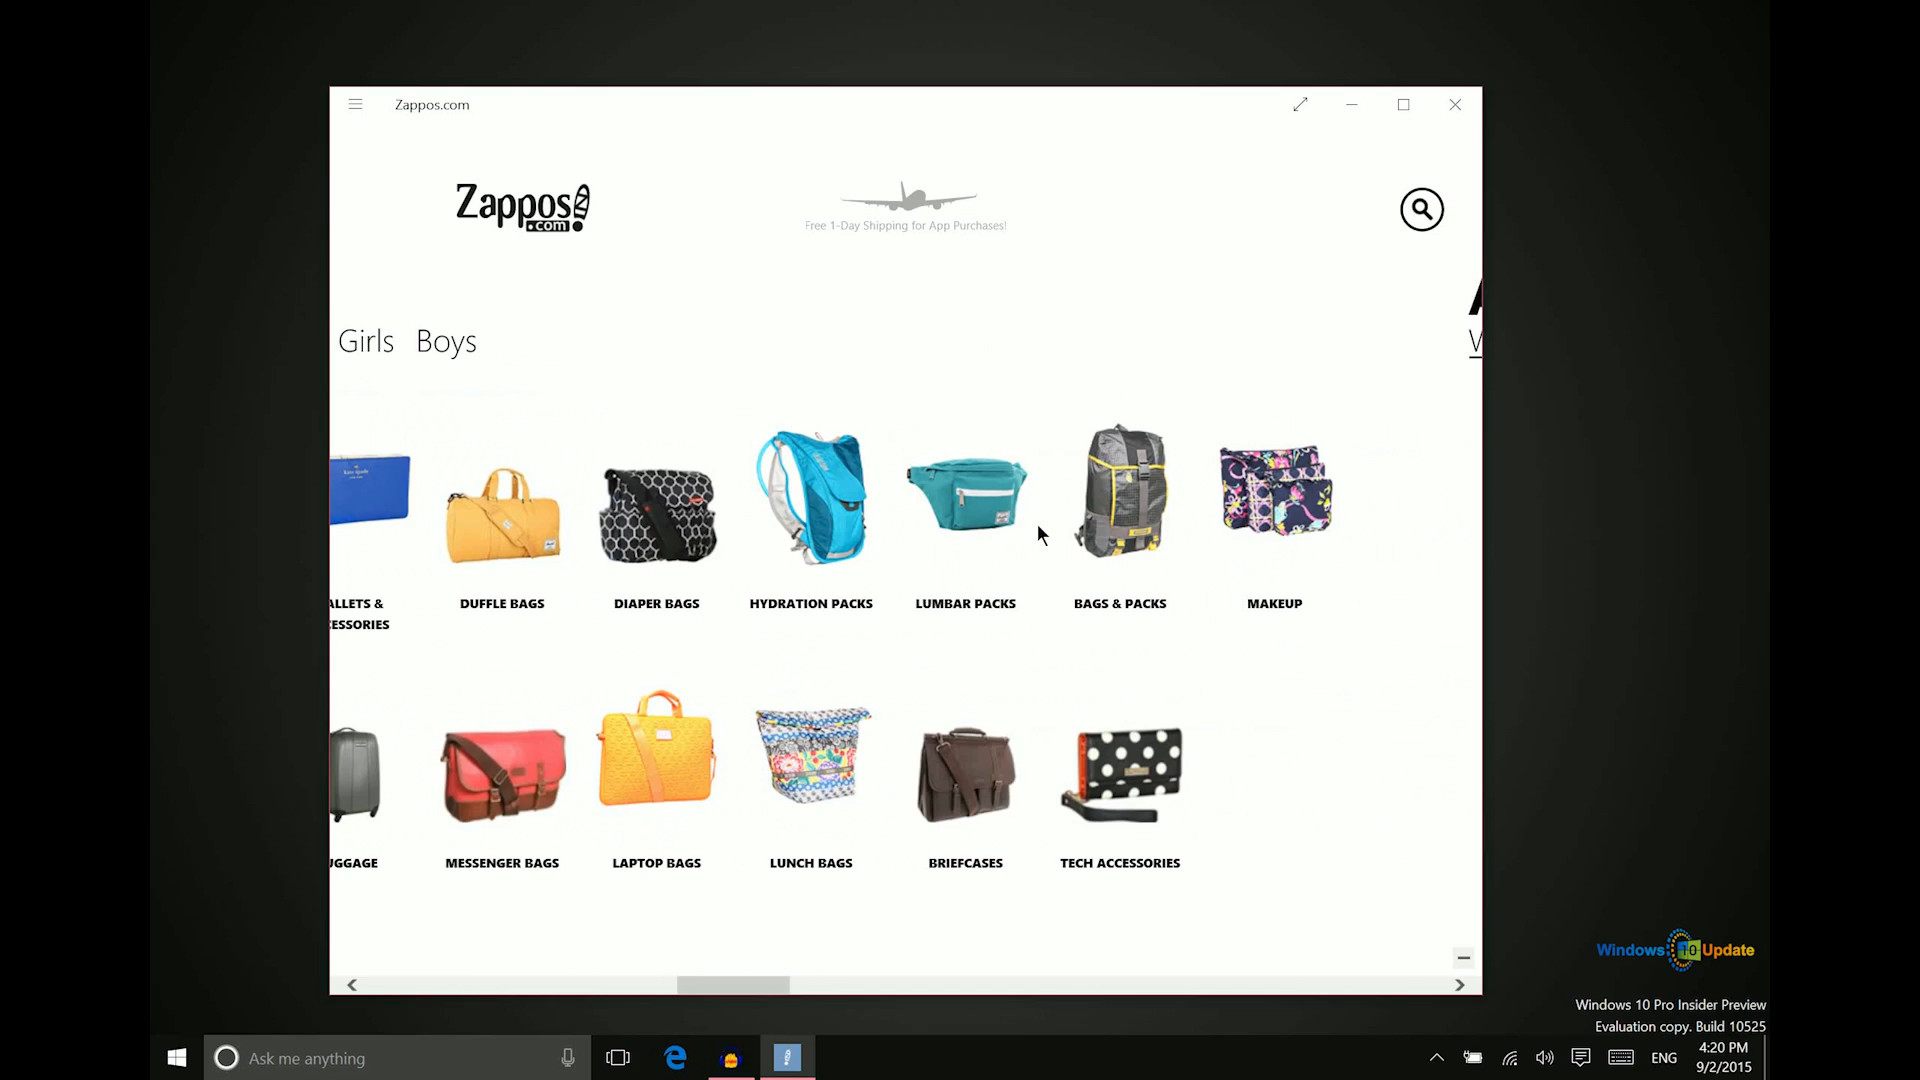 Zappos.com
Zappos!
.com
Free 1-Day Shipping for App Purchases!
Girls Boys
kate spade
ALLETS &
CESSORIES
DUFFLE BAGS
DIAPER BAGS
HYDRATION PACKS
LUMBAR PACKS
BAGS & PACKS
MAKEUP
UGGAGE
MESSENGER BAGS
LAPTOP BAGS
LUNCH BAGS
BRIEFCASES
TECH ACCESSORIES
Windows 10 Update
Windows 10 Pro Insider Preview
Evaluation copy. Build 10525
Ask me anything
ENG
4:20 PM
9/2/2015